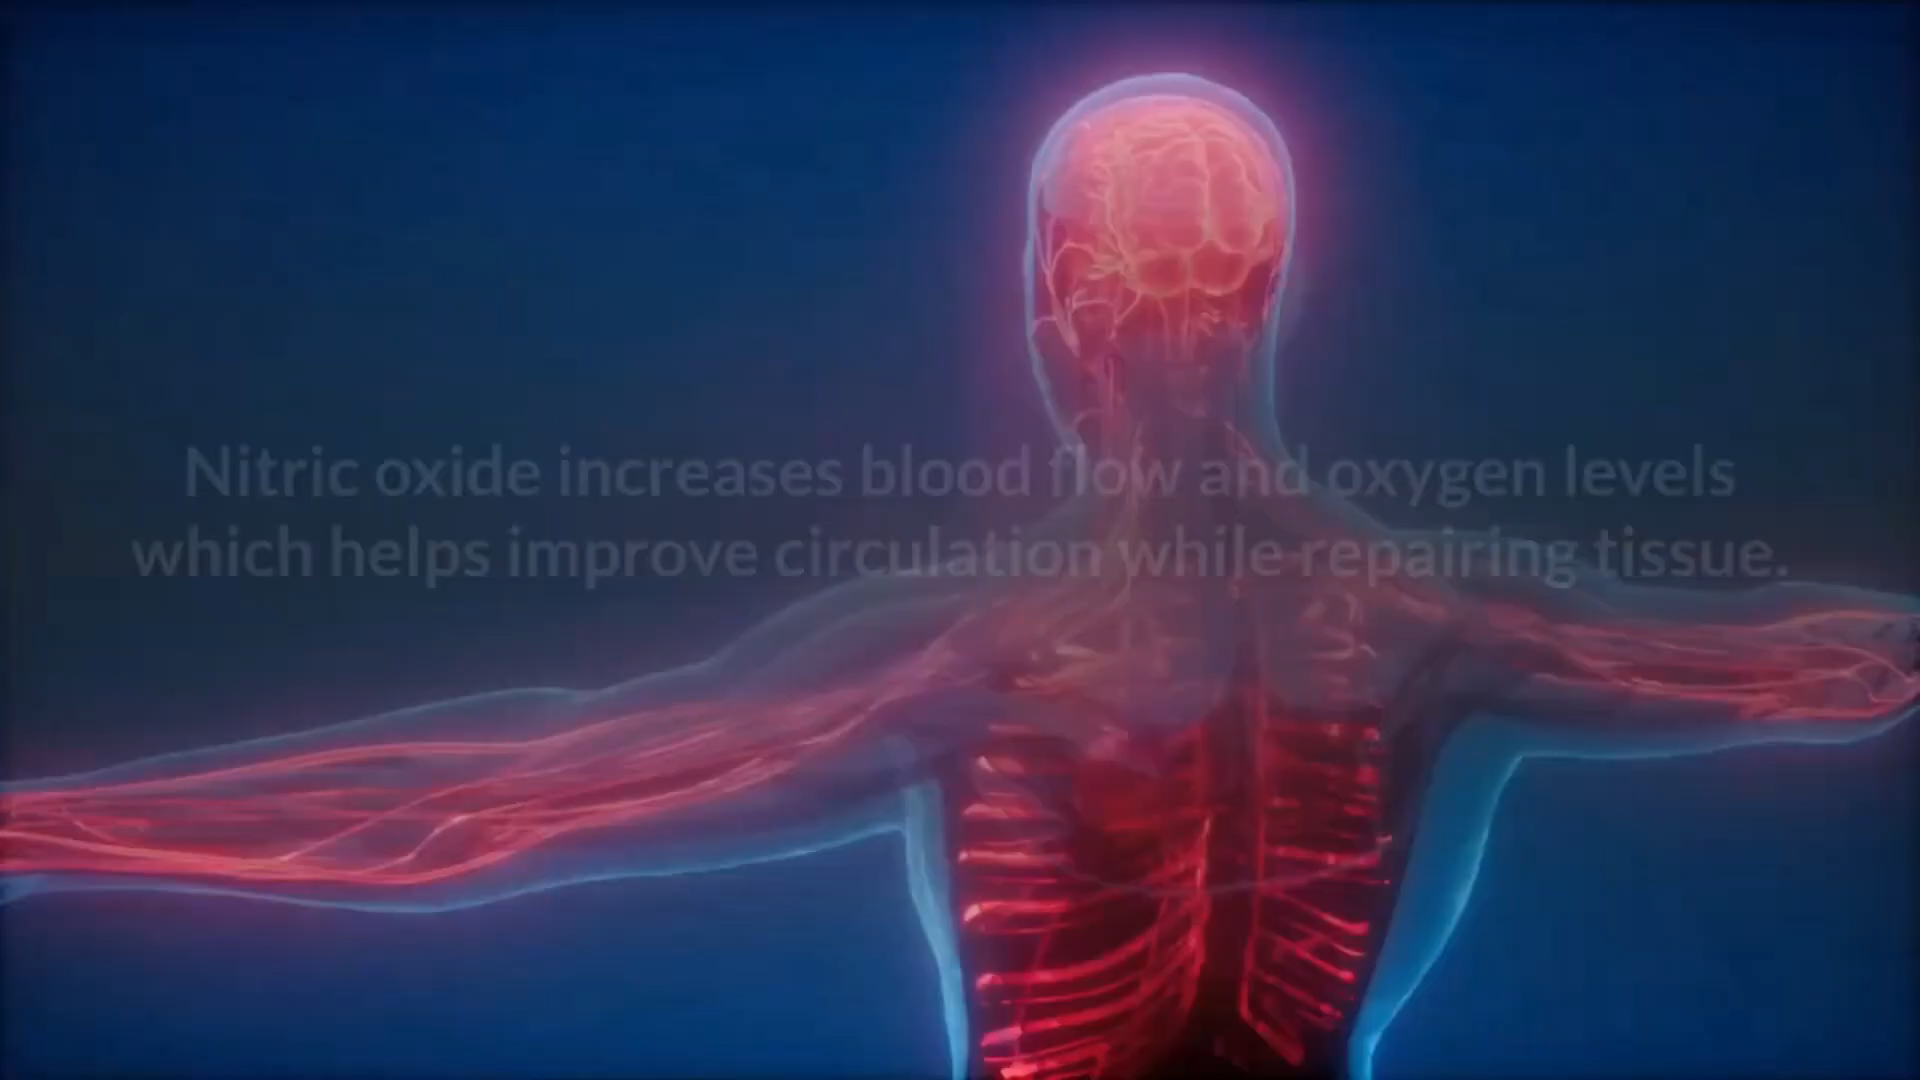 Nitric oxide increases blood flow and oxygen levels
which helps improve circulation while repairing tissue.